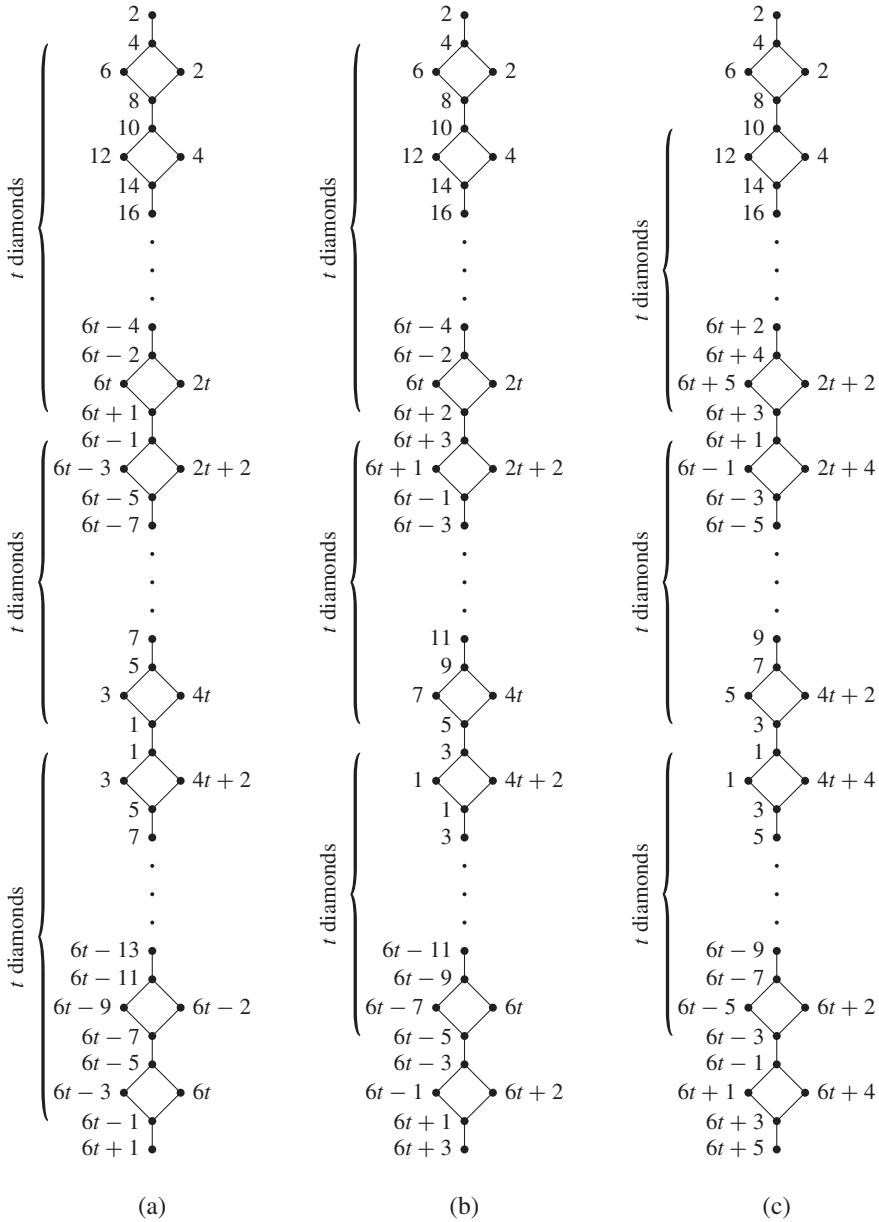 t diamonds
t diamonds
t diamonds
2
4
6 2
8
10
12 4
14
16
6t − 4
6t − 2
6t 2t
6t + 1
6t − 1
6t − 3 2t + 2
6t − 5
6t − 7
7
5
3 4t
1
1
3 4t + 2
5
7
6t − 13
6t − 11
6t − 9 6t − 2
6t − 7
6t − 5
6t − 3 6t
6t − 1
6t + 1
(a)
t diamonds
t diamonds
t diamonds
2
4
6 2
8
10
12 4
14
16
6t − 4
6t − 2
6t 2t
6t + 2
6t + 3
6t + 1 2t + 2
6t − 1
6t − 3
11
9
7 4t
5
3
1 4t + 2
1
3
6t − 11
6t − 9
6t − 7 6t
6t − 5
6t − 3
6t − 1 6t + 2
6t + 1
6t + 3
(b)
t diamonds
t diamonds
t diamonds
2
4
6 2
8
10
12 4
14
16
6t + 2
6t + 4
6t + 5 2t + 2
6t + 3
6t + 1
6t − 1 2t + 4
6t − 3
6t − 5
9
7
5 4t + 2
3
1
1 4t + 4
3
5
6t − 9
6t − 7
6t − 5 6t + 2
6t − 3
6t − 1
6t + 1 6t + 4
6t + 3
6t + 5
(c)